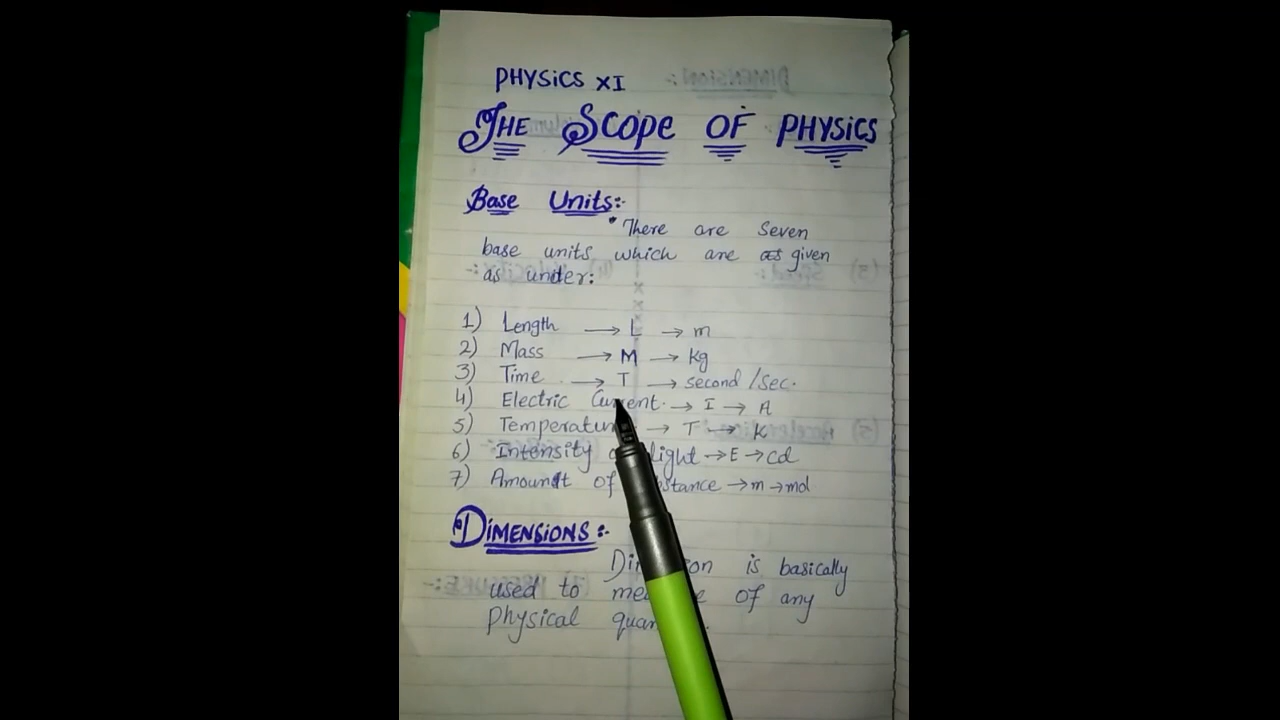 PHYSICS XI
THE SCOPE OF PHYSICS
Base Units:-
There are Seven
base units which are as given
as under:
1) Length → L → m
2) Mass → M → kg
3) Time → T → second/sec.
4) Electric Current. → I → A
5) → T → K
6) Intensity light → E → cd
7) Amount of → m → mol
DIMENSIONS:-
is basically
used to of any
physical